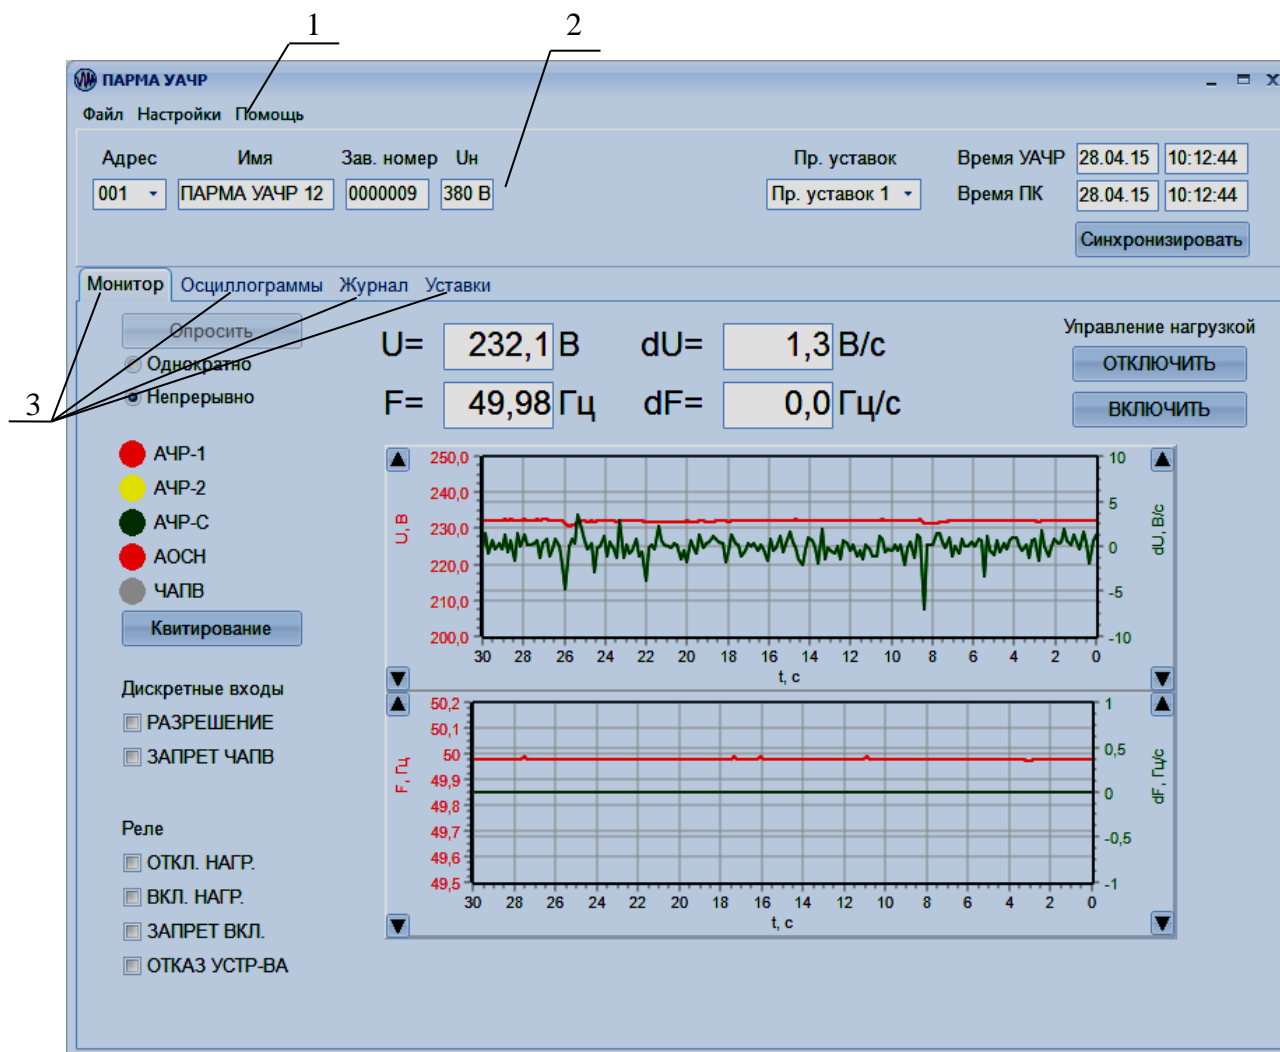 1 2
ПАРМА УАЧР
Файл Настройки Помощь
Адрес Имя Зав. номер Uн Пр. уставок Время УАЧР 28.04.15 10:12:44
001 ПАРМА УАЧР 12 0000009 380 В Пр. уставок 1 Время ПК 28.04.15 10:12:44
Синхронизировать
Монитор Осциллограммы Журнал Уставки
Опросить
Однократно
Непрерывно
3
U= 232,1 В dU= 1,3 В/с
F= 49,98 Гц dF= 0,0 Гц/с
Управление нагрузкой
ОТКЛЮЧИТЬ
ВКЛЮЧИТЬ
АЧР-1
АЧР-2
АЧР-С
АОСН
ЧАПВ
Квитирование
Дискретные входы
РАЗРЕШЕНИЕ
ЗАПРЕТ ЧАПВ
Реле
ОТКЛ. НАГР.
ВКЛ. НАГР.
ЗАПРЕТ ВКЛ.
ОТКАЗ УСТР-ВА
U, В
250,0
240,0
230,0
220,0
210,0
200,0
30 28 26 24 22 20 18 16 14 12 10 8 6 4 2 0
t, с
10
5
0
-5
-10
dU, В/с
F, Гц
50,2
50,1
50
49,9
49,8
49,7
49,6
49,5
30 28 26 24 22 20 18 16 14 12 10 8 6 4 2 0
t, с
1
0,5
0
-0,5
-1
dF, Гц/с